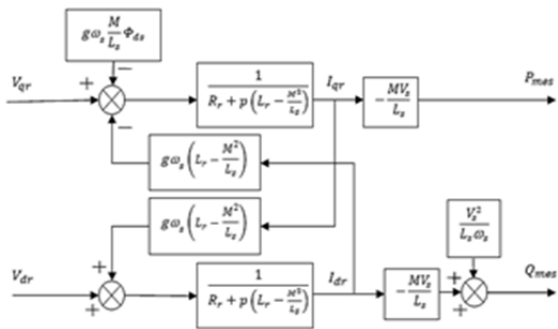 gω_s M/L_s Φ_ds
V_qr + −
1/(R_r + p(L_r − M²/L_s))
I_qr
− MV_s/L_s
P_mes
−
gω_s (L_r − M²/L_s)
gω_s (L_r − M²/L_s)
V_s²/(L_s ω_s)
+
V_dr +
1/(R_r + p(L_r − M²/L_s))
I_dr
− MV_s/L_s
+ +
Q_mes